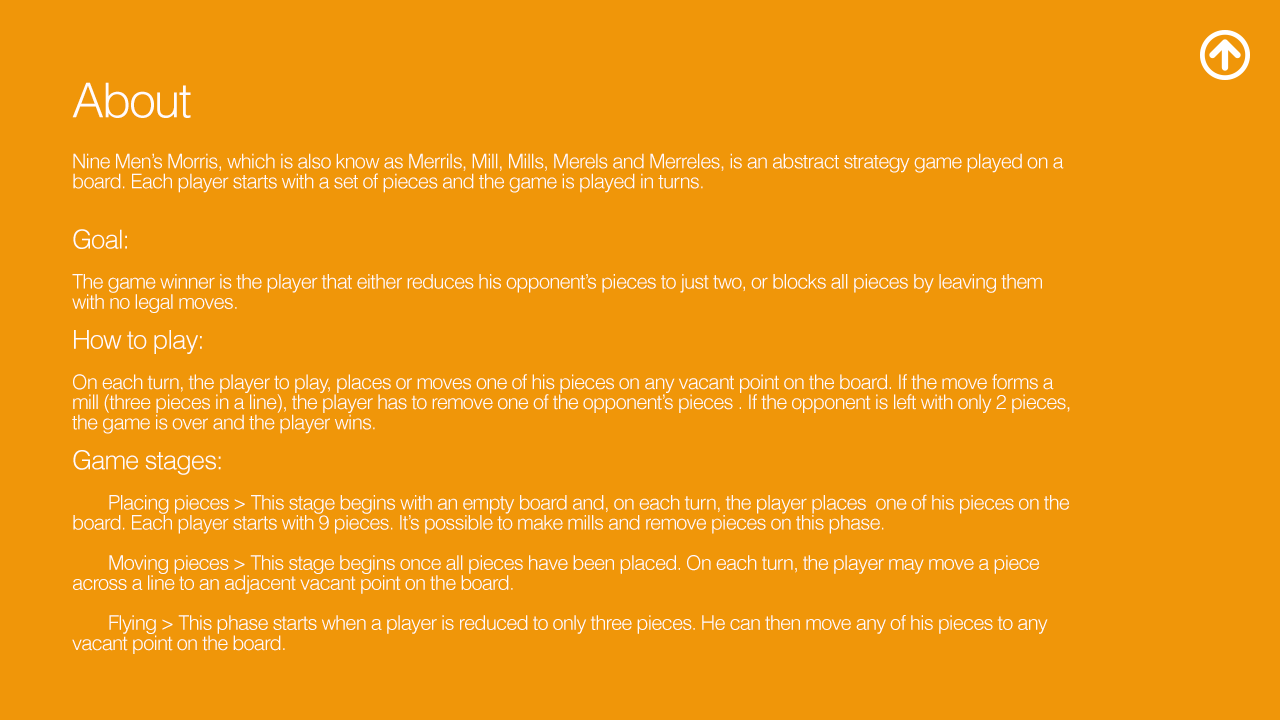 About
Nine Men's Morris, which is also know as Merrils, Mill, Mills, Merels and Merreles, is an abstract strategy game played on a
board. Each player starts with a set of pieces and the game is played in turns.
Goal:
The game winner is the player that either reduces his opponent's pieces to just two, or blocks all pieces by leaving them
with no legal moves.
How to play:
On each turn, the player to play, places or moves one of his pieces on any vacant point on the board. If the move forms a
mill (three pieces in a line), the player has to remove one of the opponent's pieces . If the opponent is left with only 2 pieces,
the game is over and the player wins.
Game stages:
Placing pieces > This stage begins with an empty board and, on each turn, the player places  one of his pieces on the
board. Each player starts with 9 pieces. It's possible to make mills and remove pieces on this phase.
Moving pieces > This stage begins once all pieces have been placed. On each turn, the player may move a piece
across a line to an adjacent vacant point on the board.
Flying > This phase starts when a player is reduced to only three pieces. He can then move any of his pieces to any
vacant point on the board.